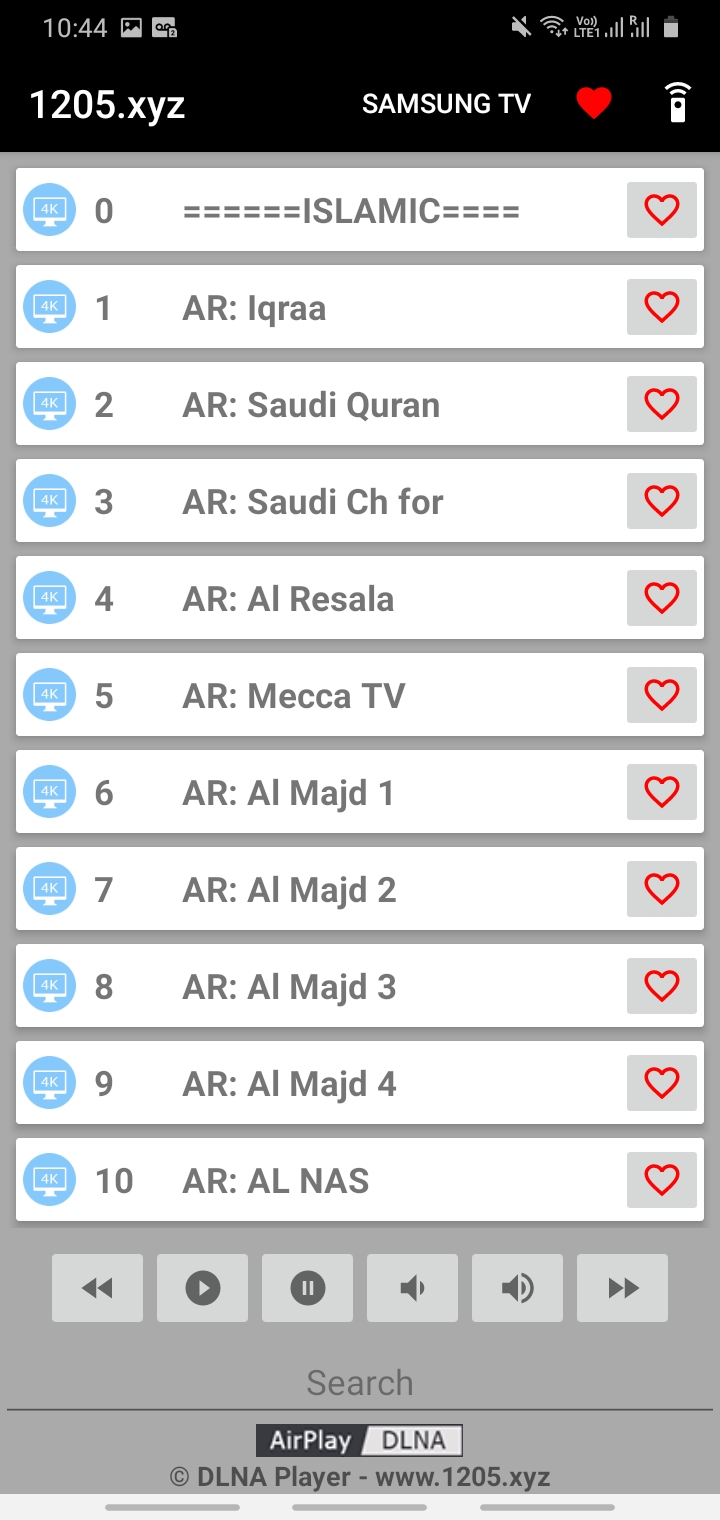 10:44 Vo) LTE1 R
1205.xyz SAMSUNG TV
4K 0 ======ISLAMIC====
4K 1 AR: Iqraa
4K 2 AR: Saudi Quran
4K 3 AR: Saudi Ch for
4K 4 AR: Al Resala
4K 5 AR: Mecca TV
4K 6 AR: Al Majd 1
4K 7 AR: Al Majd 2
4K 8 AR: Al Majd 3
4K 9 AR: Al Majd 4
4K 10 AR: AL NAS
Search
AirPlay DLNA
© DLNA Player - www.1205.xyz